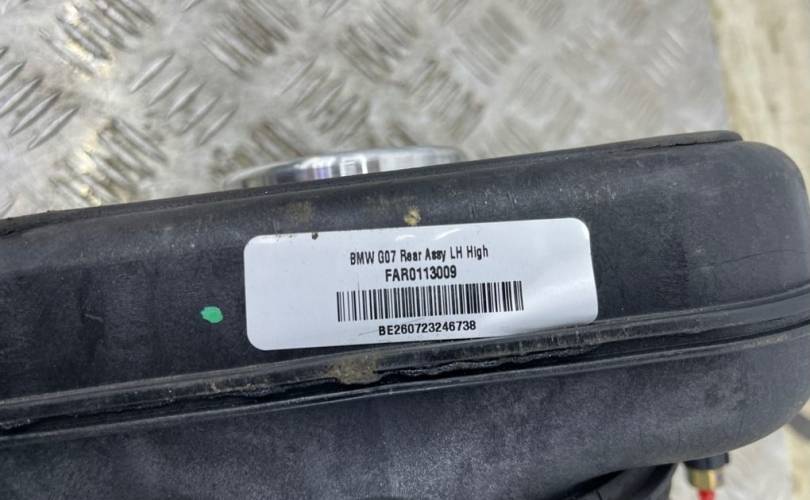 BMW G07 Rear Assy LH High
FAR0113009
BE260723246738